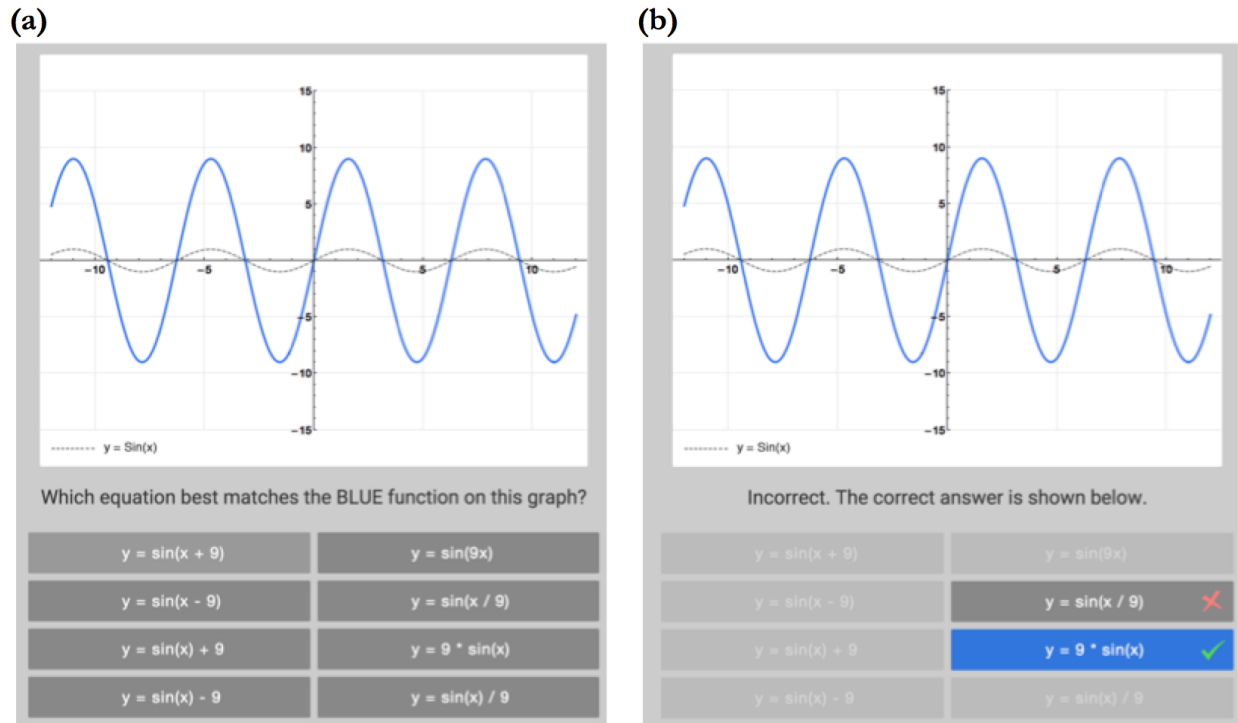 (a)
15
10
5
-10
-5
5
10
-5
-10
-15
y = Sin(x)
Which equation best matches the BLUE function on this graph?
y = sin(x + 9)
y = sin(9x)
y = sin(x - 9)
y = sin(x / 9)
y = sin(x) + 9
y = 9 * sin(x)
y = sin(x) - 9
y = sin(x) / 9
(b)
15
10
5
-10
-5
5
10
-5
-10
-15
y = Sin(x)
Incorrect. The correct answer is shown below.
y = sin(x + 9)
y = sin(9x)
y = sin(x - 9)
y = sin(x / 9)
y = sin(x) + 9
y = 9 * sin(x)
y = sin(x) - 9
y = sin(x) / 9